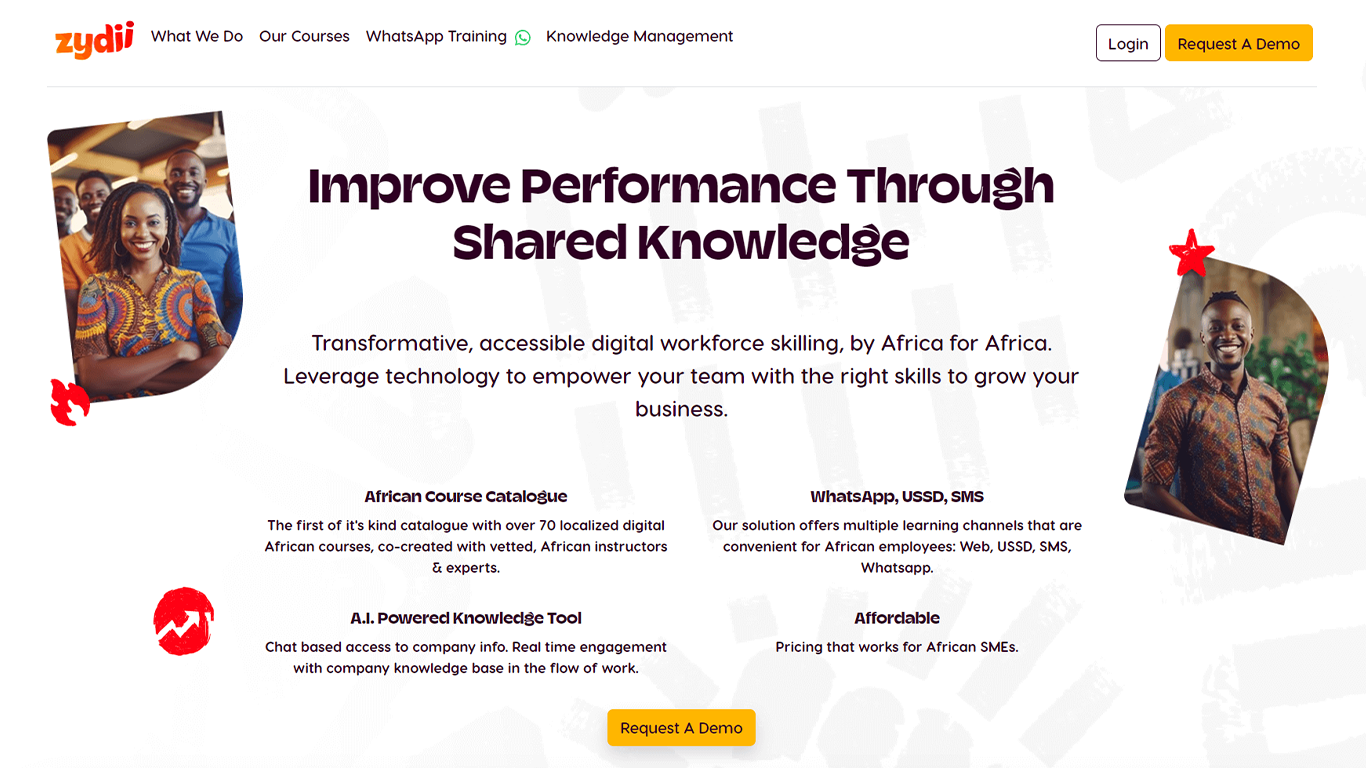 zydii
What We Do
Our Courses
WhatsApp Training
Knowledge Management
Login
Request A Demo
Improve Performance Through
Shared Knowledge
Transformative, accessible digital workforce skilling, by Africa for Africa.
Leverage technology to empower your team with the right skills to grow your
business.
African Course Catalogue
The first of it's kind catalogue with over 70 localized digital
African courses, co-created with vetted, African instructors
& experts.
WhatsApp, USSD, SMS
Our solution offers multiple learning channels that are
convenient for African employees: Web, USSD, SMS,
Whatsapp.
A.I. Powered Knowledge Tool
Chat based access to company info. Real time engagement
with company knowledge base in the flow of work.
Affordable
Pricing that works for African SMEs.
Request A Demo